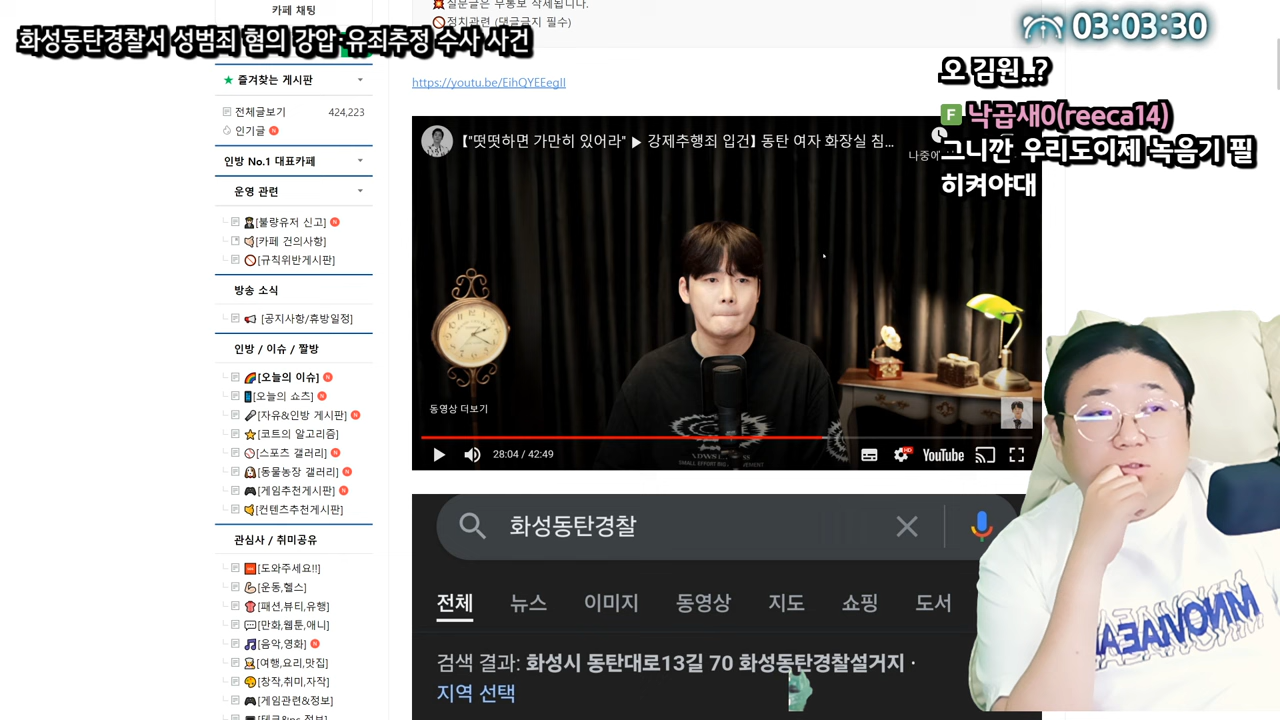 카페 채팅
💥질문글은 무통보 삭제됩니다.
🚫정치관련 (댓글금지 필수)
화성동탄경찰서 성범죄 혐의 강압·유죄추정 수사 사건
03:03:30
★ 즐겨찾는 게시판
전체글보기 424,223
인기글 N
인방 No.1 대표카페
운영 관련
[불량유저 신고] N
[카페 건의사항]
[규칙위반게시판]
방송 소식
[공지사항/휴방일정]
인방 / 이슈 / 짤방
[오늘의 이슈] N
[오늘의 쇼츠] N
[자유&인방 게시판] N
[코트의 알고리즘]
[스포츠 갤러리] N
[동물농장 갤러리] N
[게임추천게시판] N
[컨텐츠추천게시판]
관심사 / 취미공유
[도와주세요!!]
[운동,헬스]
[패션,뷰티,유행]
[만화,웹툰,애니]
[음악,영화] N
[여행,요리,맛집]
[창작,취미,자작]
[게임관련&정보]
[테크&pc 정보]
https://youtu.be/EihQYEEegII
【"떳떳하면 가만히 있어라" ▶ 강제추행죄 입건】 동탄 여자 화장실 침...
나중에
동영상 더보기
28:04 / 42:49
HD
YouTube
오 김원..?
F 낙곱새0(reeca14)
그니깐 우리도이제 녹음기 필
히켜야대
화성동탄경찰
전체 뉴스 이미지 동영상 지도 쇼핑 도서
검색 결과: 화성시 동탄대로13길 70 화성동탄경찰설거지 ·
지역 선택